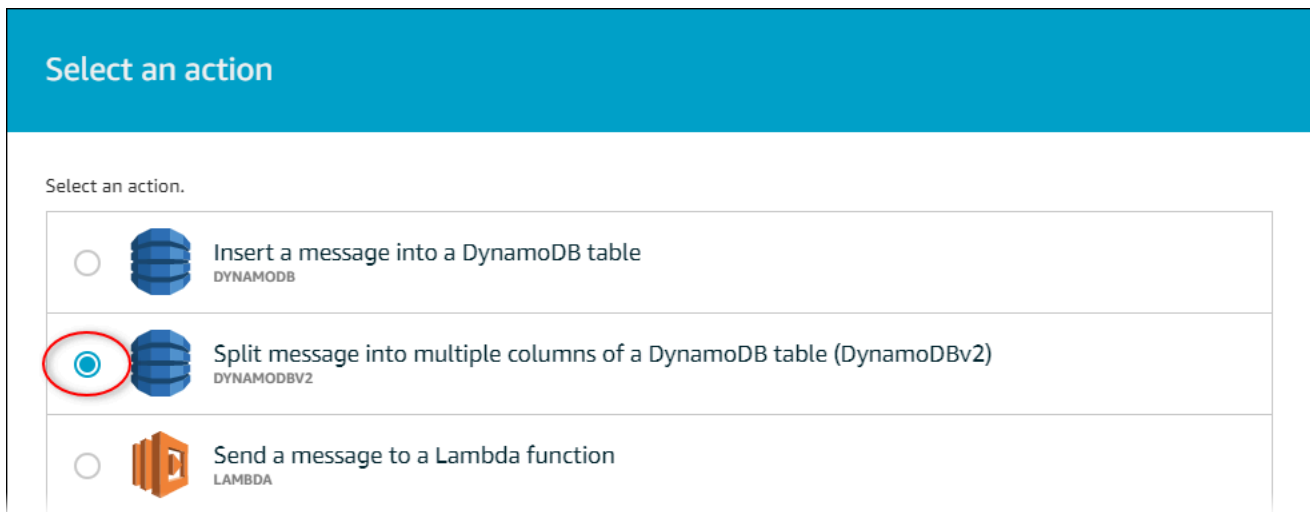 Select an action
Select an action.
Insert a message into a DynamoDB table
DYNAMODB
Split message into multiple columns of a DynamoDB table (DynamoDBv2)
DYNAMODBV2
Send a message to a Lambda function
LAMBDA